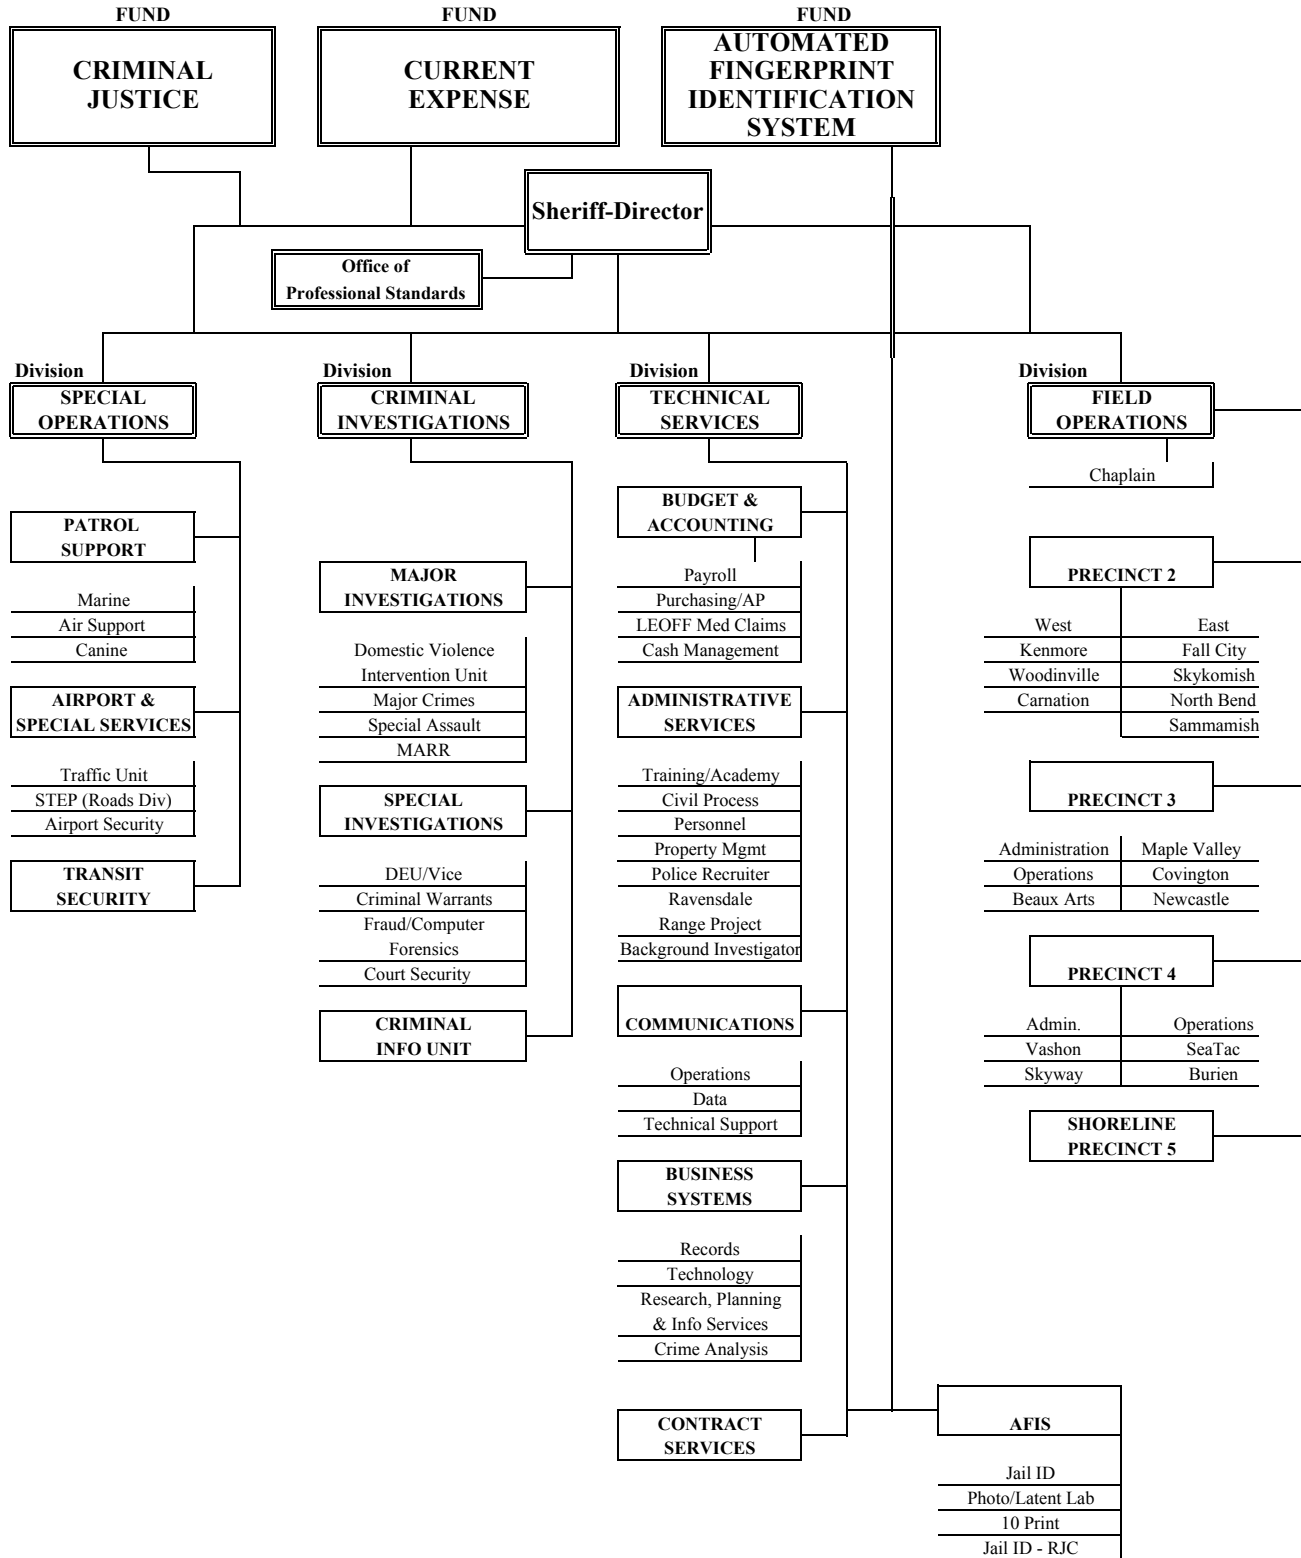 FUND
CRIMINAL
JUSTICE
FUND
CURRENT
EXPENSE
FUND
AUTOMATED
FINGERPRINT
IDENTIFICATION
SYSTEM
Sheriff-Director
Office of
Professional Standards
Division
SPECIAL
OPERATIONS
PATROL
SUPPORT
Marine
Air Support
Canine
AIRPORT &
SPECIAL SERVICES
Traffic Unit
STEP (Roads Div)
Airport Security
TRANSIT
SECURITY
Division
CRIMINAL
INVESTIGATIONS
MAJOR
INVESTIGATIONS
Domestic Violence
Intervention Unit
Major Crimes
Special Assault
MARR
SPECIAL
INVESTIGATIONS
DEU/Vice
Criminal Warrants
Fraud/Computer
Forensics
Court Security
CRIMINAL
INFO UNIT
Division
TECHNICAL
SERVICES
BUDGET &
ACCOUNTING
Payroll
Purchasing/AP
LEOFF Med Claims
Cash Management
ADMINISTRATIVE
SERVICES
Training/Academy
Civil Process
Personnel
Property Mgmt
Police Recruiter
Ravensdale
Range Project
Background Investigator
COMMUNICATIONS
Operations
Data
Technical Support
BUSINESS
SYSTEMS
Records
Technology
Research, Planning
& Info Services
Crime Analysis
CONTRACT
SERVICES
AFIS
Jail ID
Photo/Latent Lab
10 Print
Jail ID - RJC
Division
FIELD
OPERATIONS
Chaplain
PRECINCT 2
West
Kenmore
Woodinville
Carnation
East
Fall City
Skykomish
North Bend
Sammamish
PRECINCT 3
Administration
Operations
Beaux Arts
Maple Valley
Covington
Newcastle
PRECINCT 4
Admin.
Vashon
Skyway
Operations
SeaTac
Burien
SHORELINE
PRECINCT 5